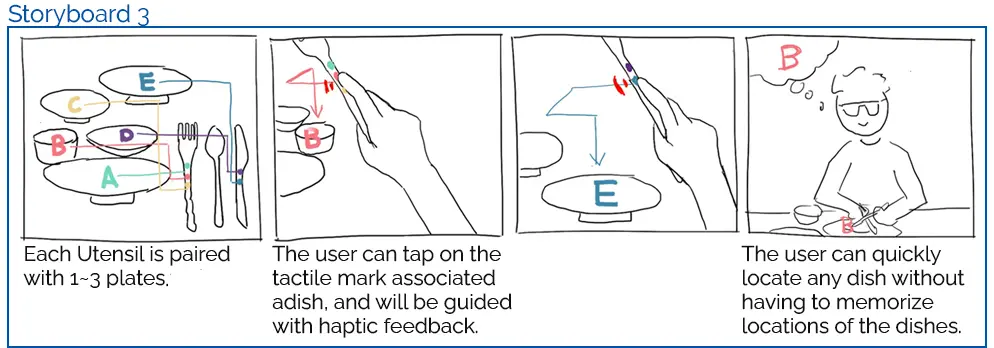 Storyboard 3
E
C
B
D
A
B
E
B
B
Each Utensil is paired
with 1~3 plates.
The user can tap on the
tactile mark associated
adish, and will be guided
with haptic feedback.
The user can quickly
locate any dish without
having to memorize
locations of the dishes.